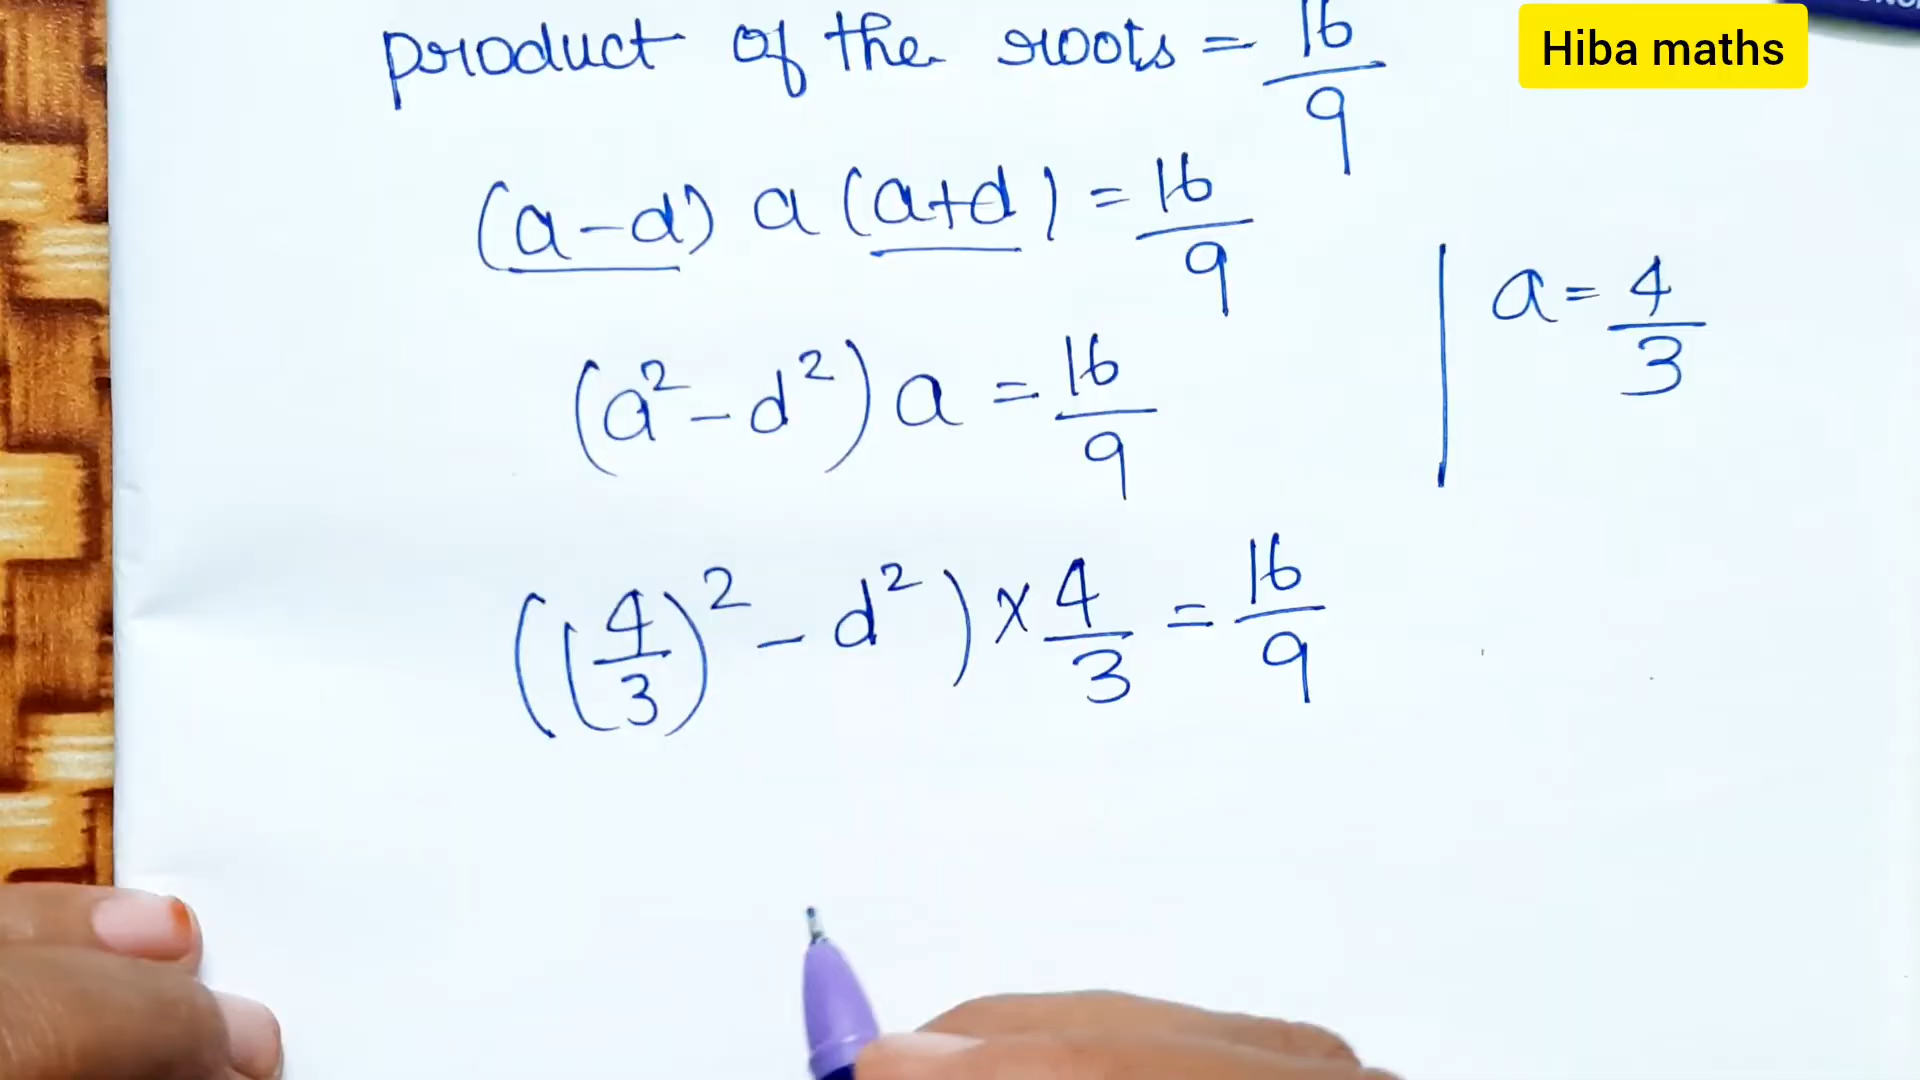 product of the roots = 16/9
Hiba maths
(a-d) a (a+d) = 16/9
a = 4/3
(a²-d²) a = 16/9
((4/3)² - d²) × 4/3 = 16/9